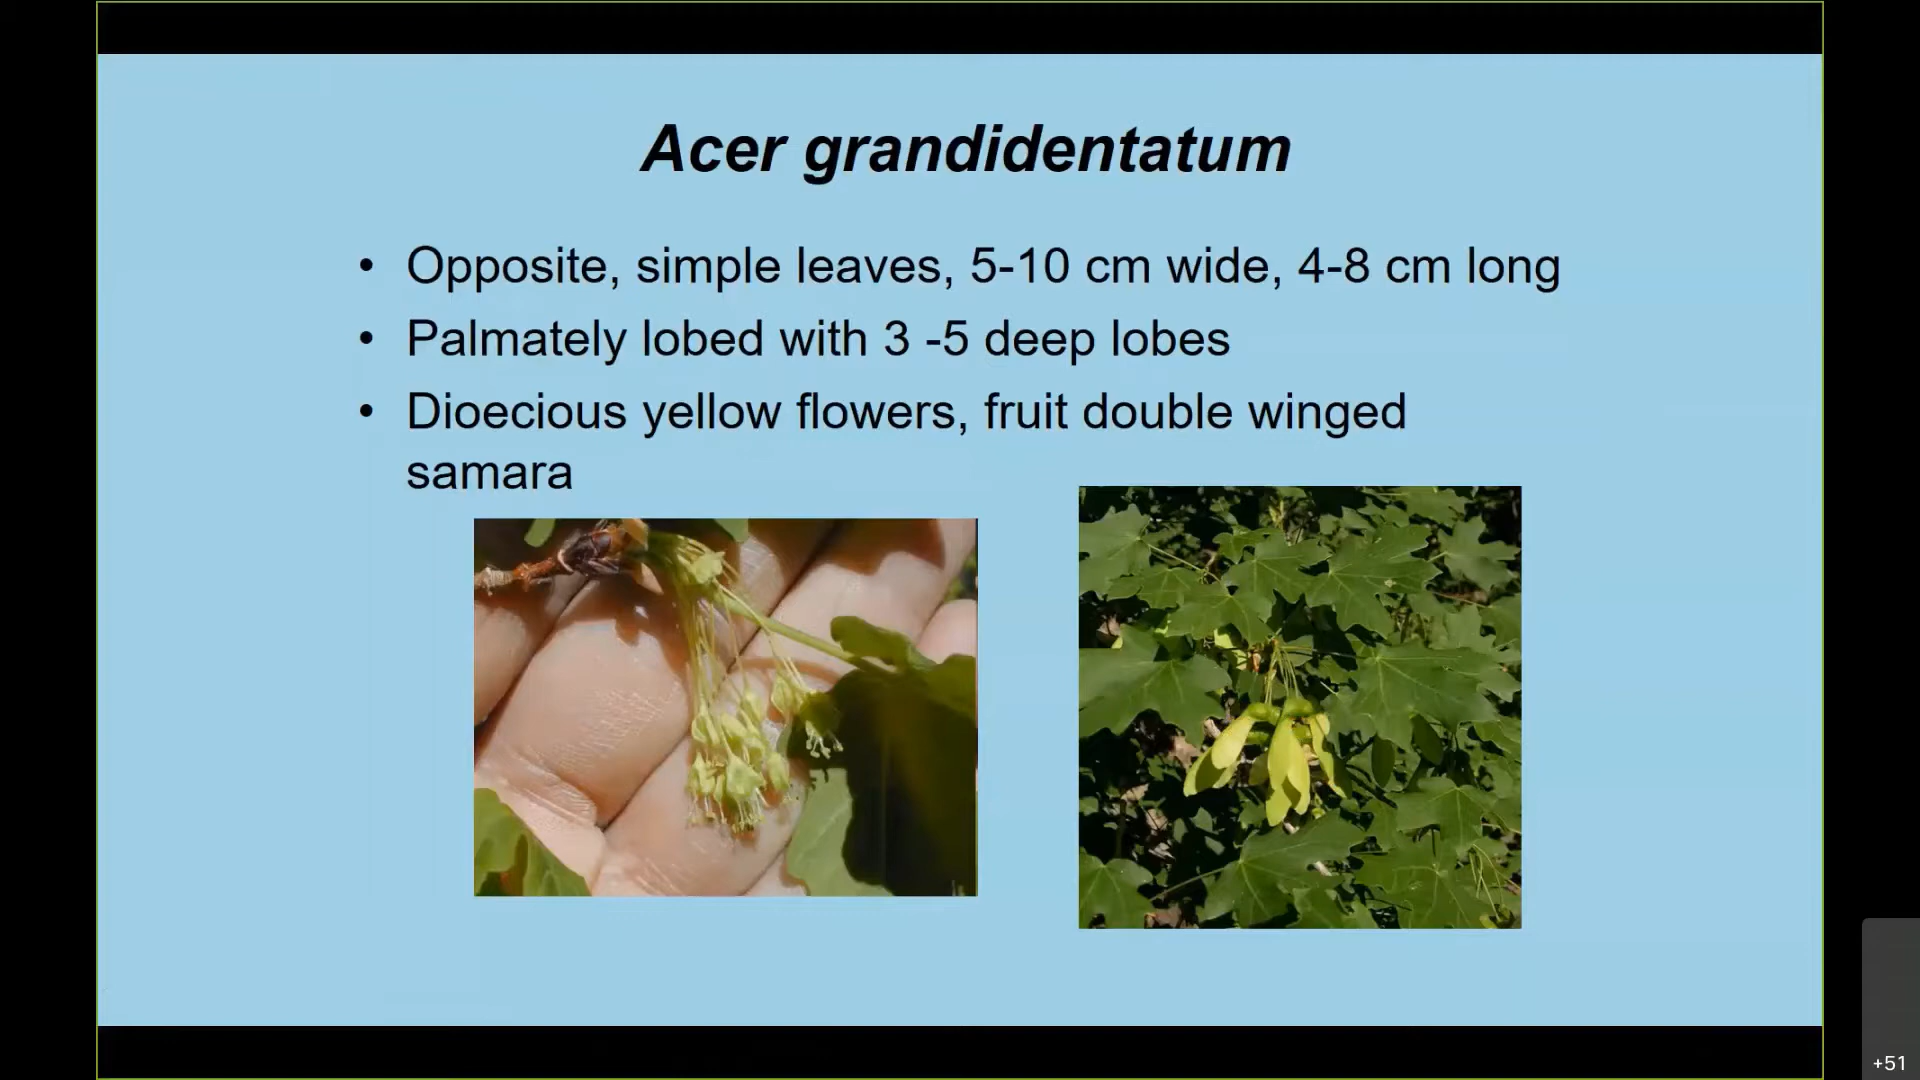 Acer grandidentatum
• Opposite, simple leaves, 5-10 cm wide, 4-8 cm long
• Palmately lobed with 3 -5 deep lobes
• Dioecious yellow flowers, fruit double winged
samara
+51